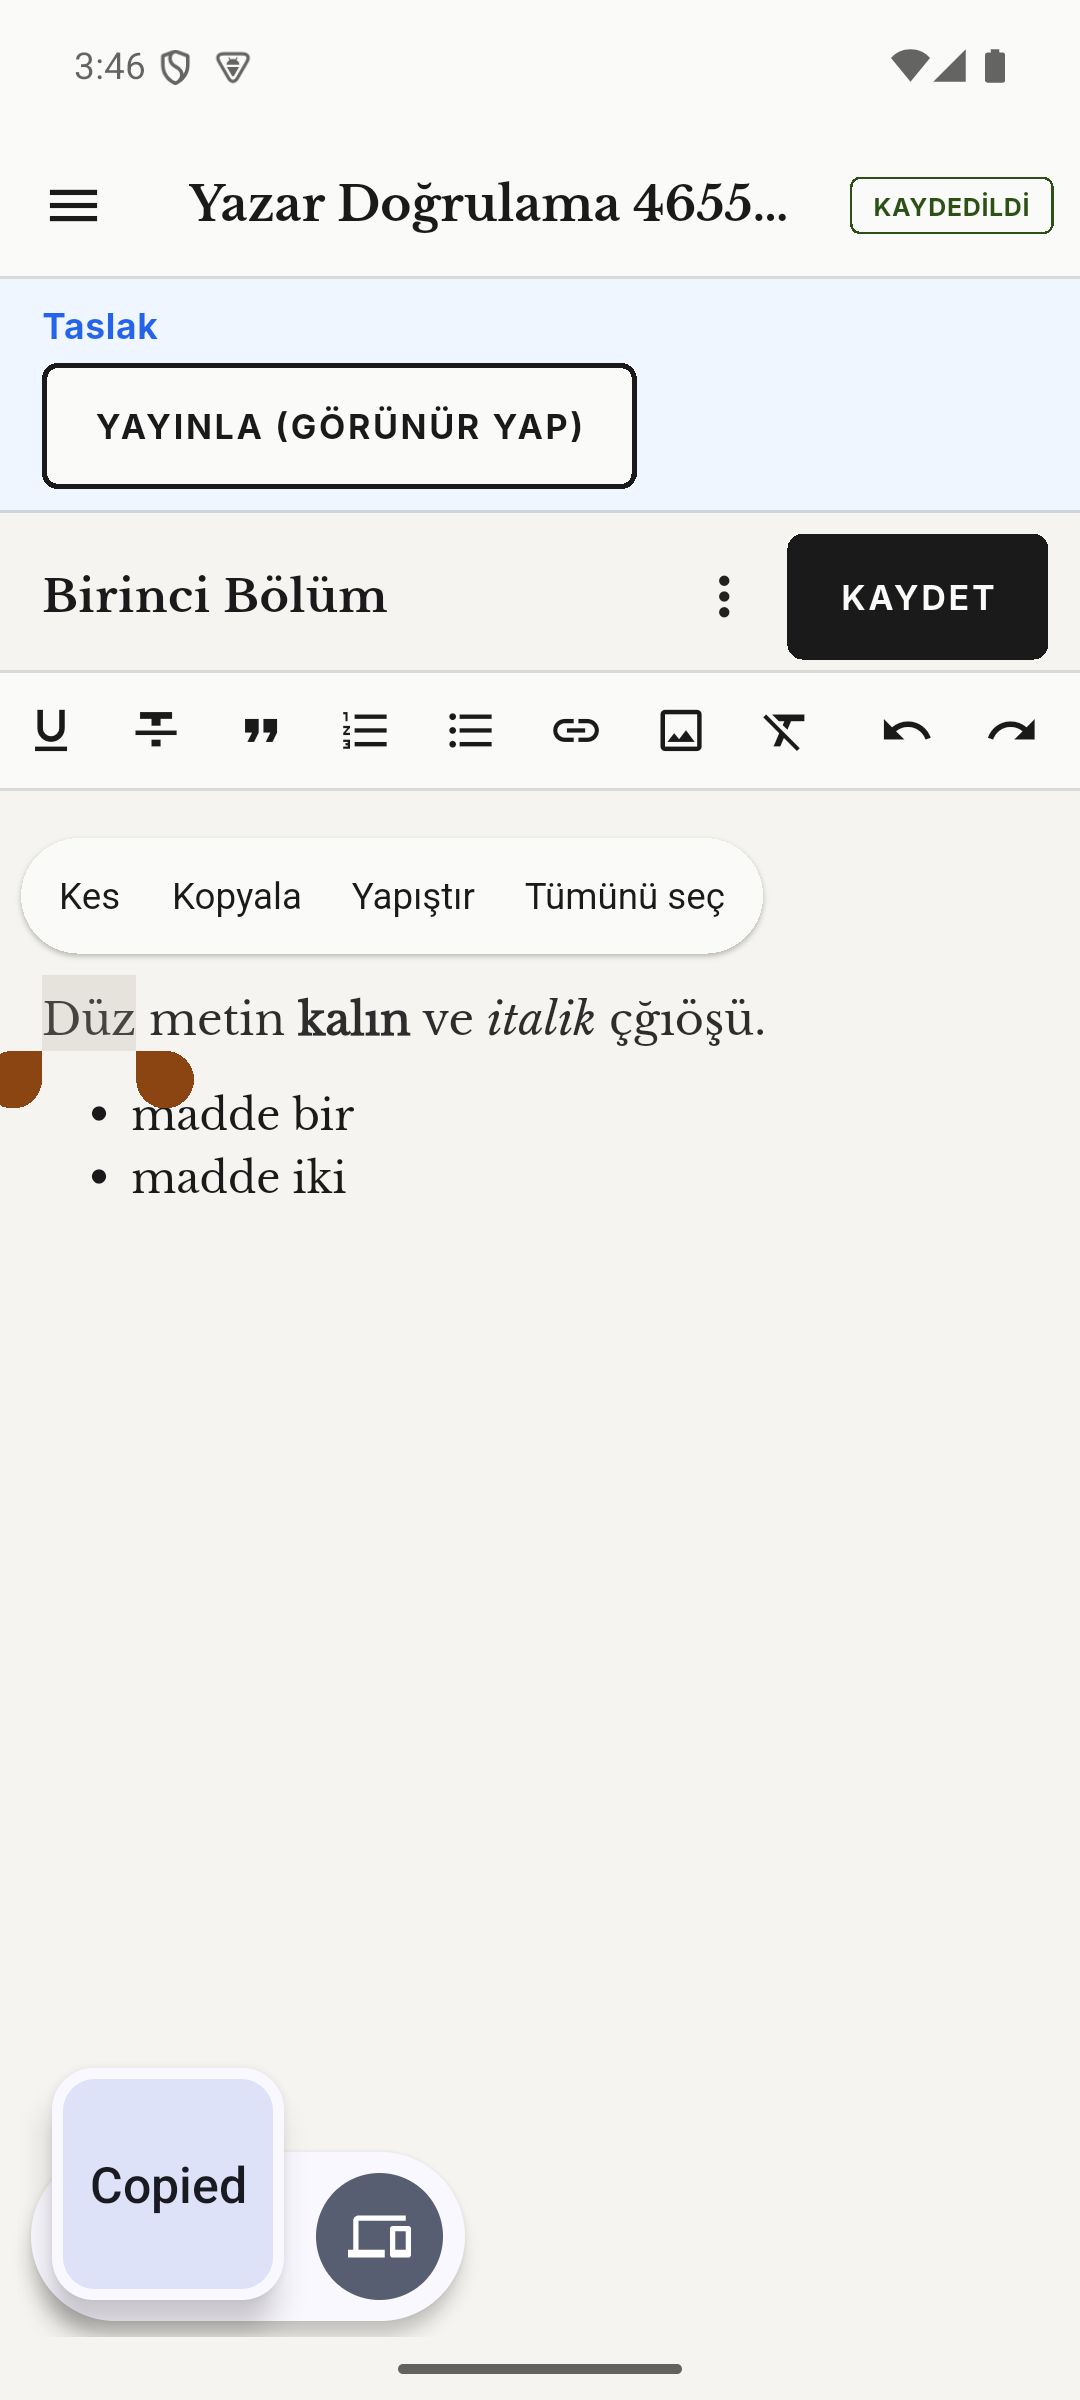 3:46
Yazar Doğrulama 4655...
KAYDEDİLDİ
Taslak
YAYINLA (GÖRÜNÜR YAP)
Birinci Bölüm
KAYDET
Kes Kopyala Yapıştır Tümünü seç
Düz metin kalın ve italik çğıöşü.
• madde bir
• madde iki
Copied